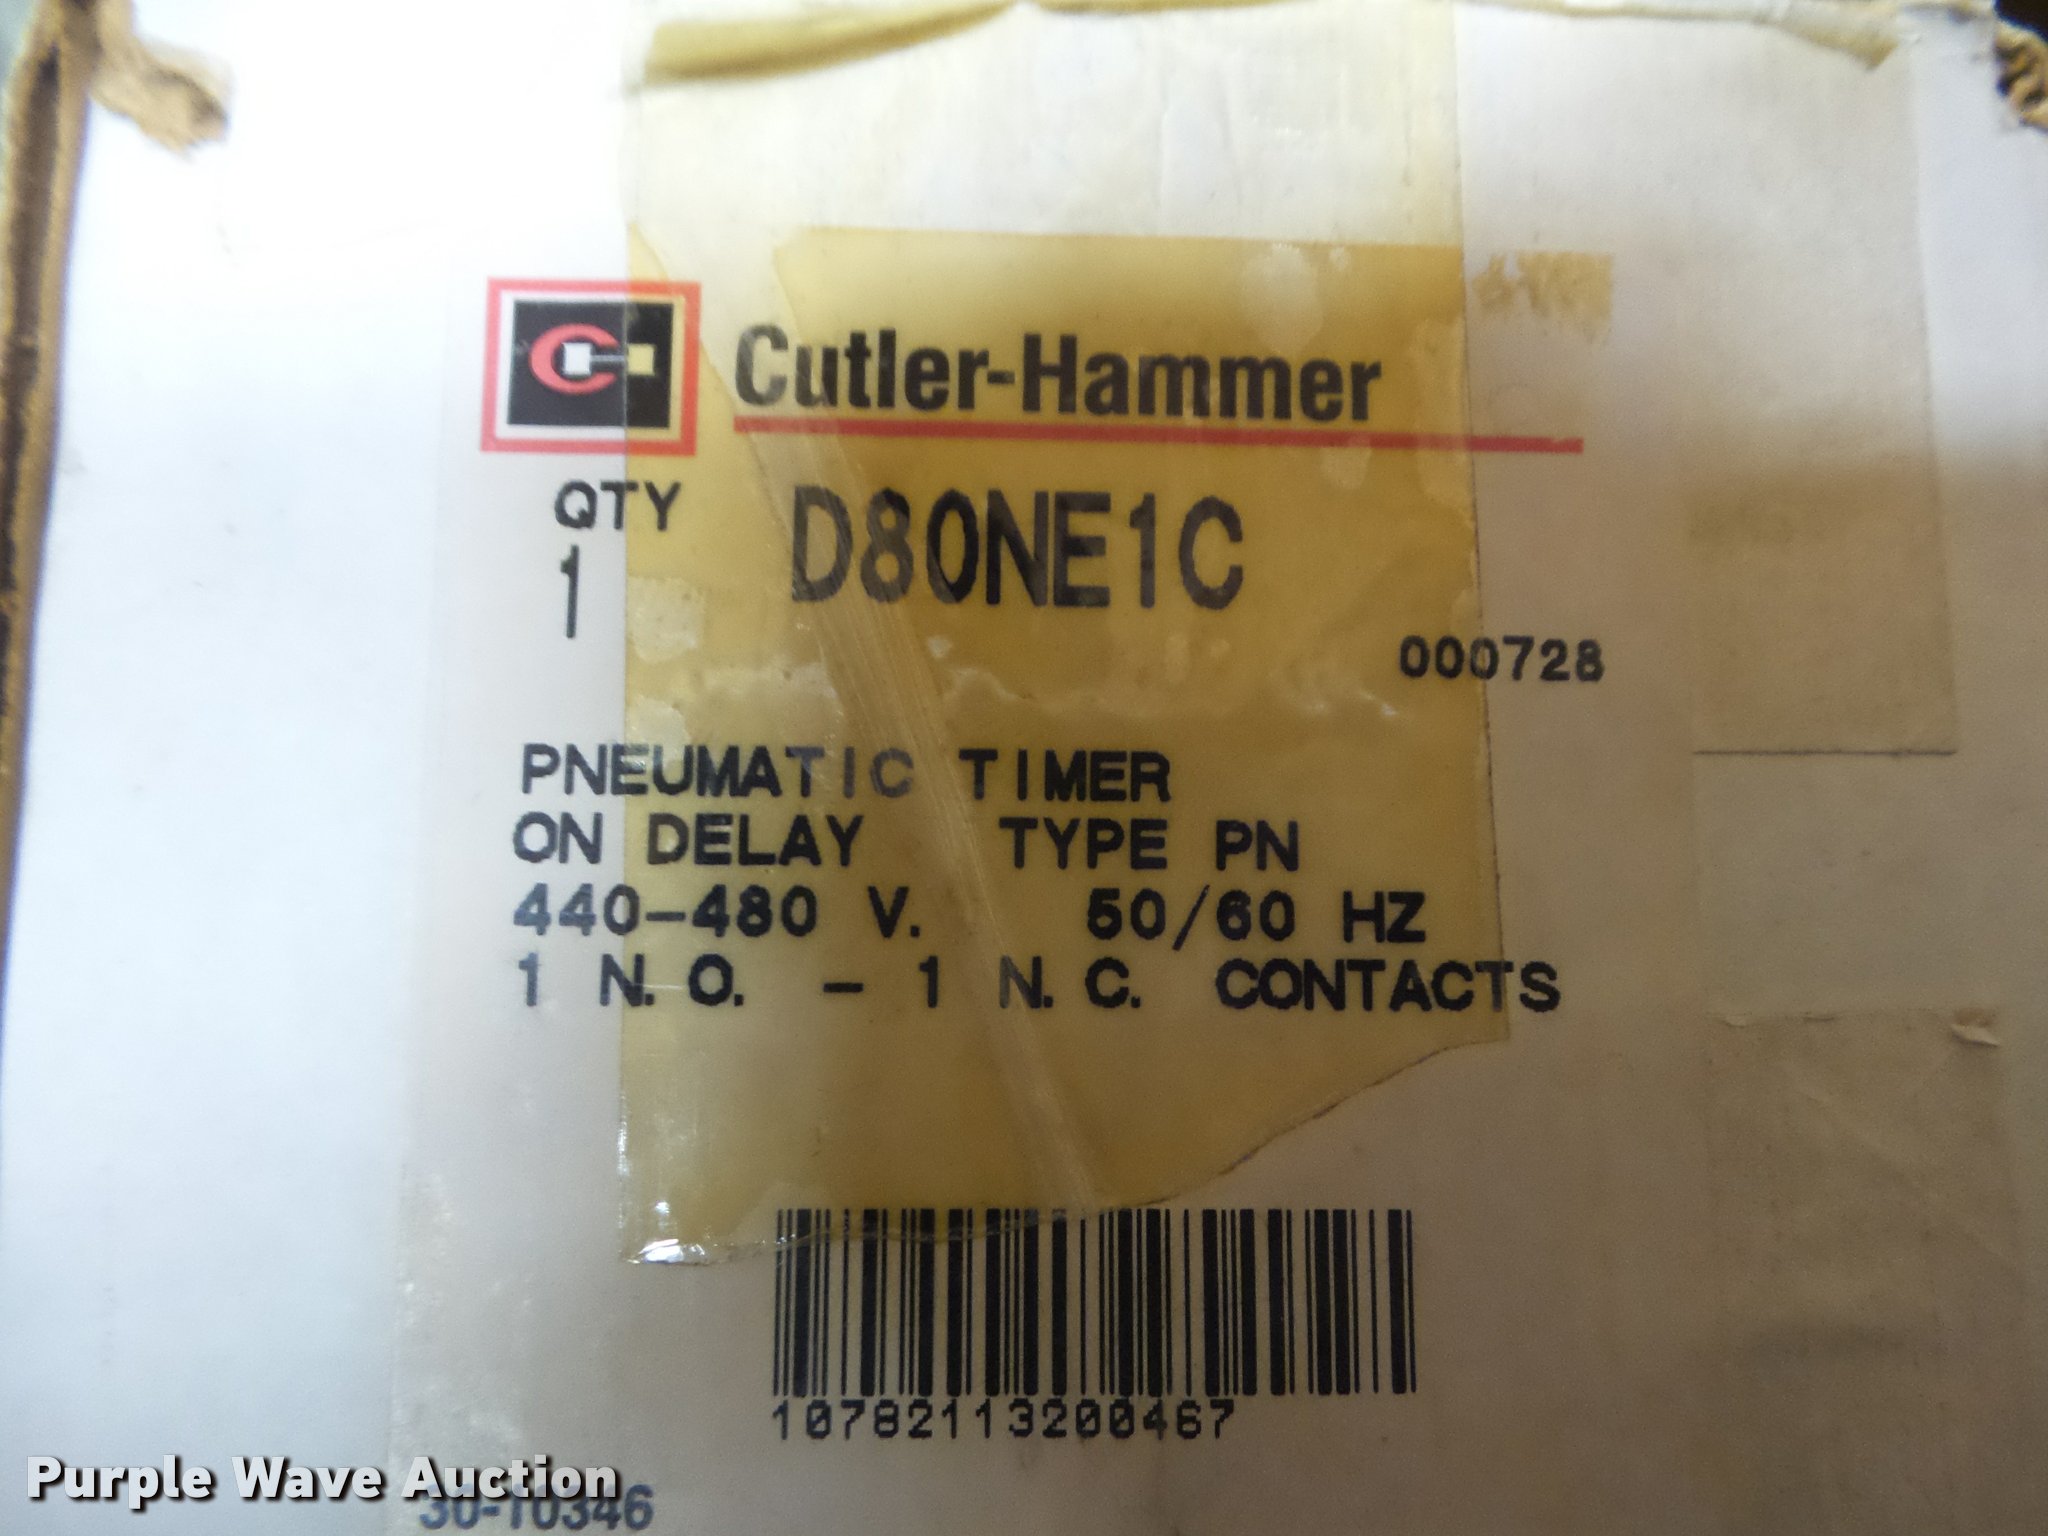 Cutler-Hammer
QTY D80NE1C
1
000728
PNEUMATIC TIMER
ON DELAY TYPE PN
440-480 V. 50/60 HZ
1 N.O. - 1 N.C. CONTACTS
10782113200467
Purple Wave Auction
30-10346